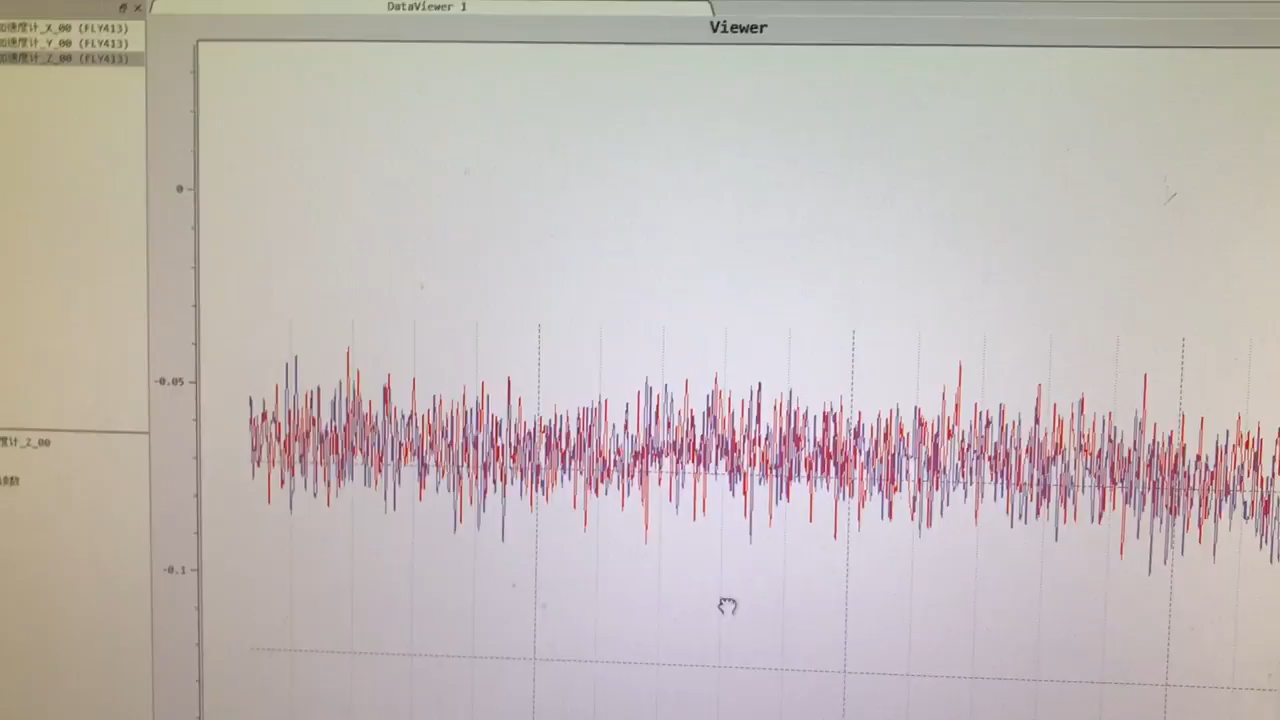 DataViewer 1
Viewer
加速度计_X_00 (FLY413)
加速度计_Y_00 (FLY413)
加速度计_Z_00 (FLY413)
0
-0.05
-0.1
度计_Z_00